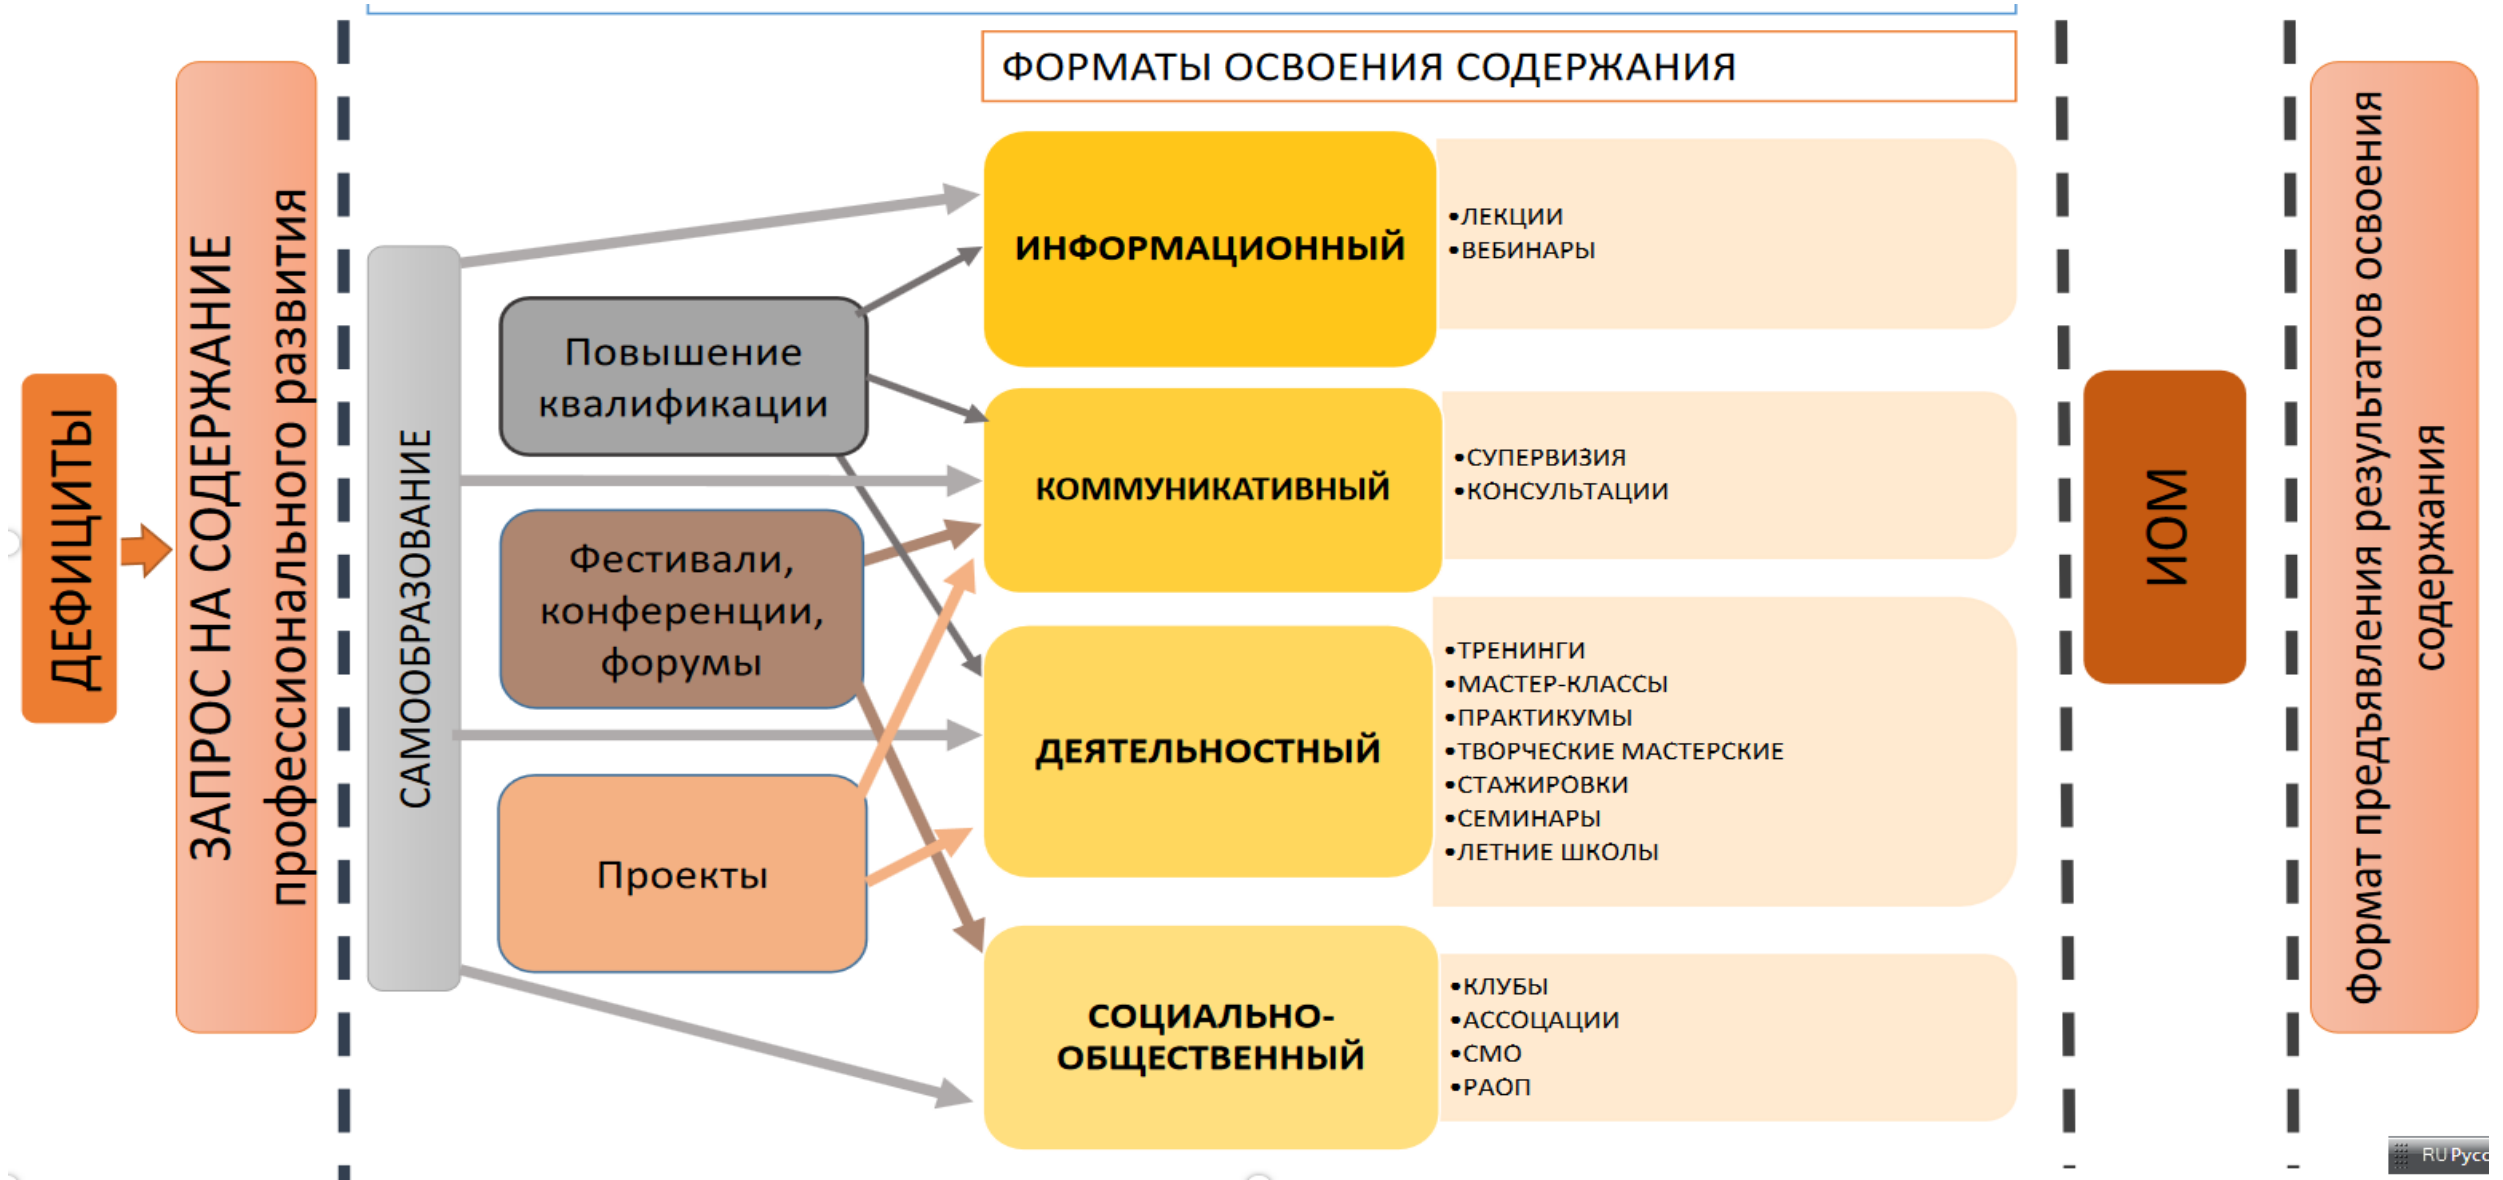 ФОРМАТЫ ОСВОЕНИЯ СОДЕРЖАНИЯ
ДЕФИЦИТЫ
ЗАПРОС НА СОДЕРЖАНИЕ
профессионального развития
САМООБРАЗОВАНИЕ
Повышение
квалификации
Фестивали,
конференции,
форумы
Проекты
ИНФОРМАЦИОННЫЙ
•ЛЕКЦИИ
•ВЕБИНАРЫ
КОММУНИКАТИВНЫЙ
•СУПЕРВИЗИЯ
•КОНСУЛЬТАЦИИ
ДЕЯТЕЛЬНОСТНЫЙ
•ТРЕНИНГИ
•МАСТЕР-КЛАССЫ
•ПРАКТИКУМЫ
•ТВОРЧЕСКИЕ МАСТЕРСКИЕ
•СТАЖИРОВКИ
•СЕМИНАРЫ
•ЛЕТНИЕ ШКОЛЫ
СОЦИАЛЬНО-
ОБЩЕСТВЕННЫЙ
•КЛУБЫ
•АССОЦАЦИИ
•СМО
•РАОП
ИОМ
Формат предъявления результатов освоения
содержания
RU Русс